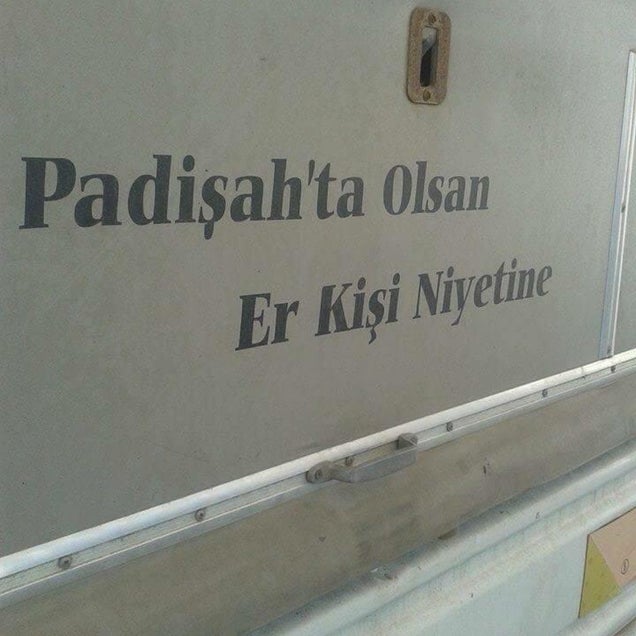 Padişah'ta Olsan
Er Kişi Niyetine